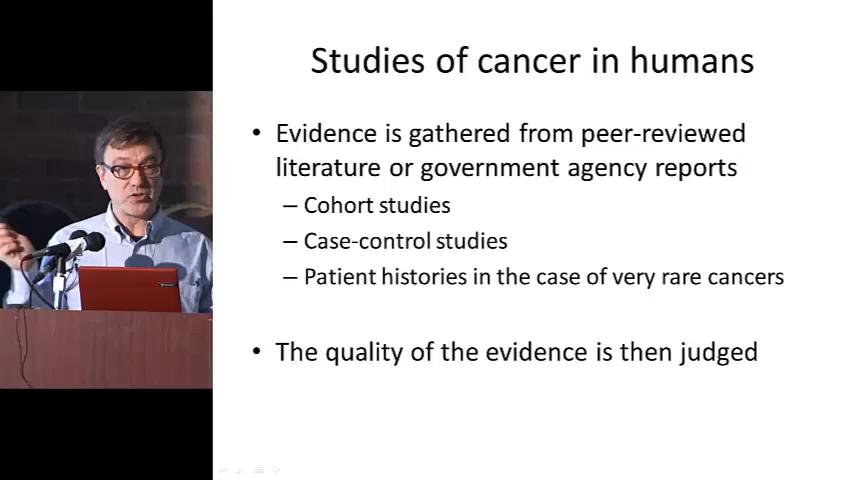 Studies of cancer in humans
• Evidence is gathered from peer-reviewed
literature or government agency reports
– Cohort studies
– Case-control studies
– Patient histories in the case of very rare cancers
• The quality of the evidence is then judged